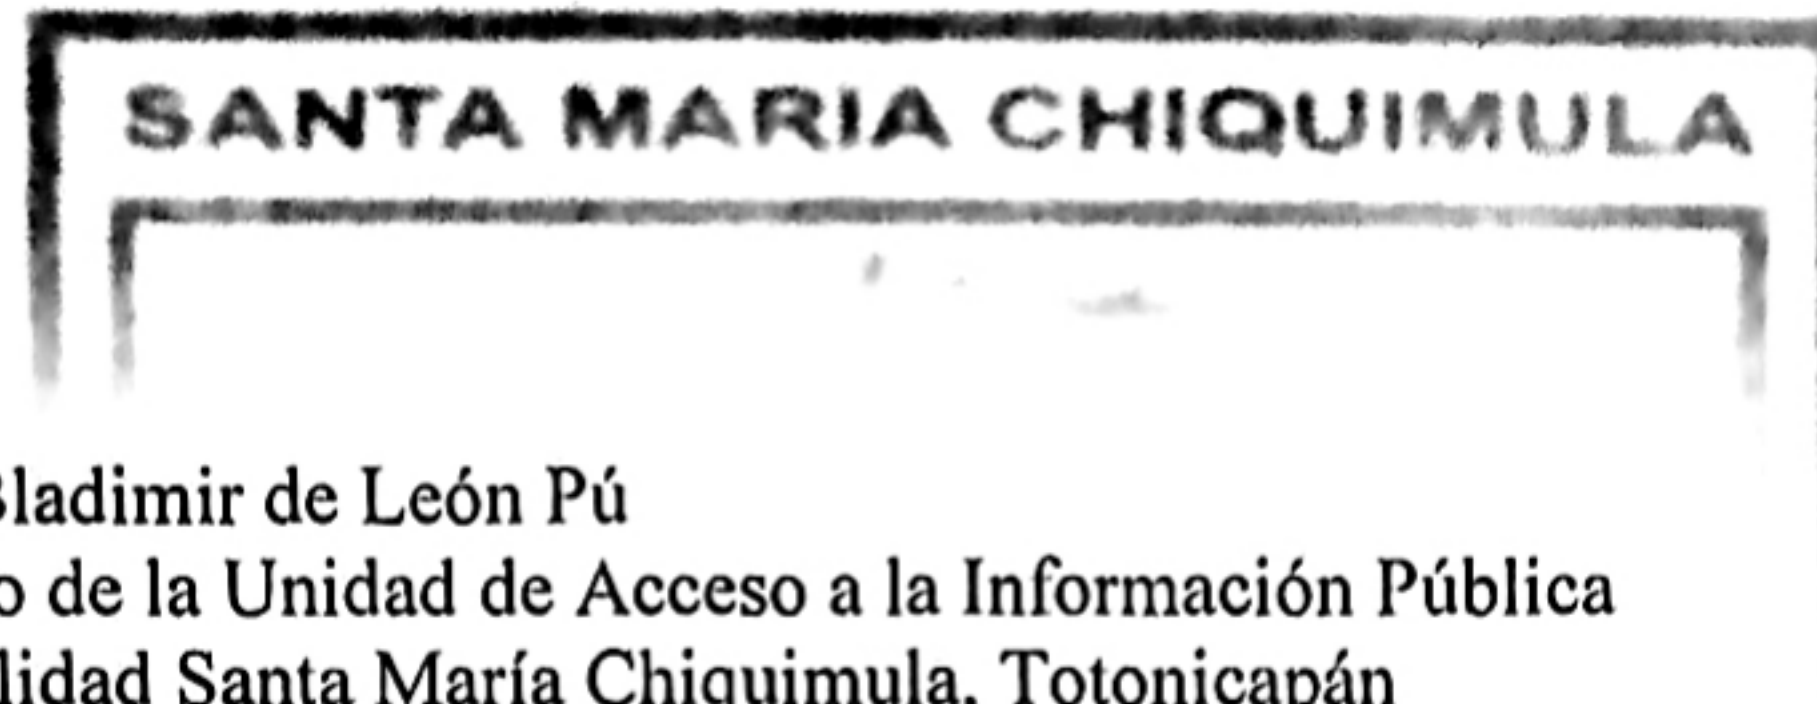 SANTA MARIA CHIQUIMULA
ladimir de León Pú
o de la Unidad de Acceso a la Información Pública
lidad Santa María Chiquimula, Totonicapán